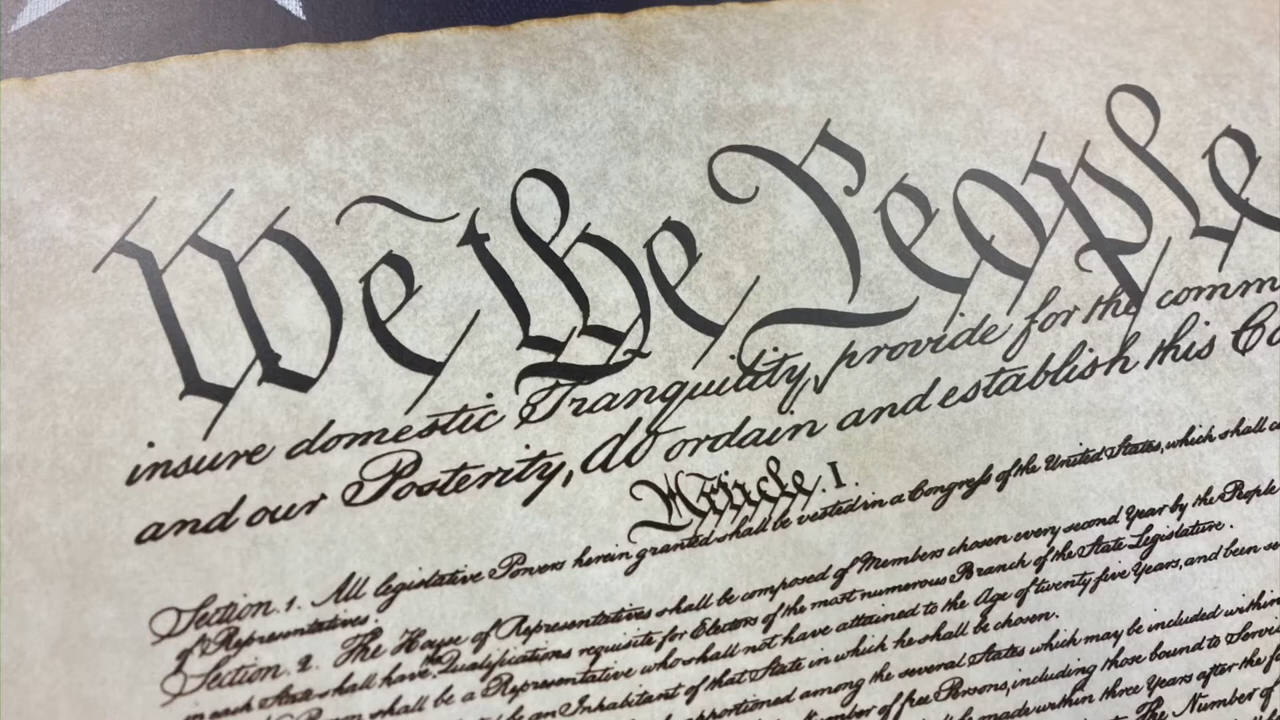 We the People
insure domestic Tranquility, provide for the comm
and our Posterity, do ordain and establish this Co
Article. I.
Section. 1. All legislative Powers herein granted shall be vested in a Congress of the United States, which shall c
Section. 2. The House of Representatives shall be composed of Members chosen every second Year by the People
of Representatives.
in each State shall have the Qualifications requisite for Electors of the most numerous Branch of the State Legislature.
Person shall be a Representative who shall not have attained to the Age of twenty five Years, and been se
be an Inhabitant of that State in which he shall be chosen.
apportioned among the several States which may be included within
Number of free Persons, including those bound to Servi
be made within three Years after the fi
The Number of